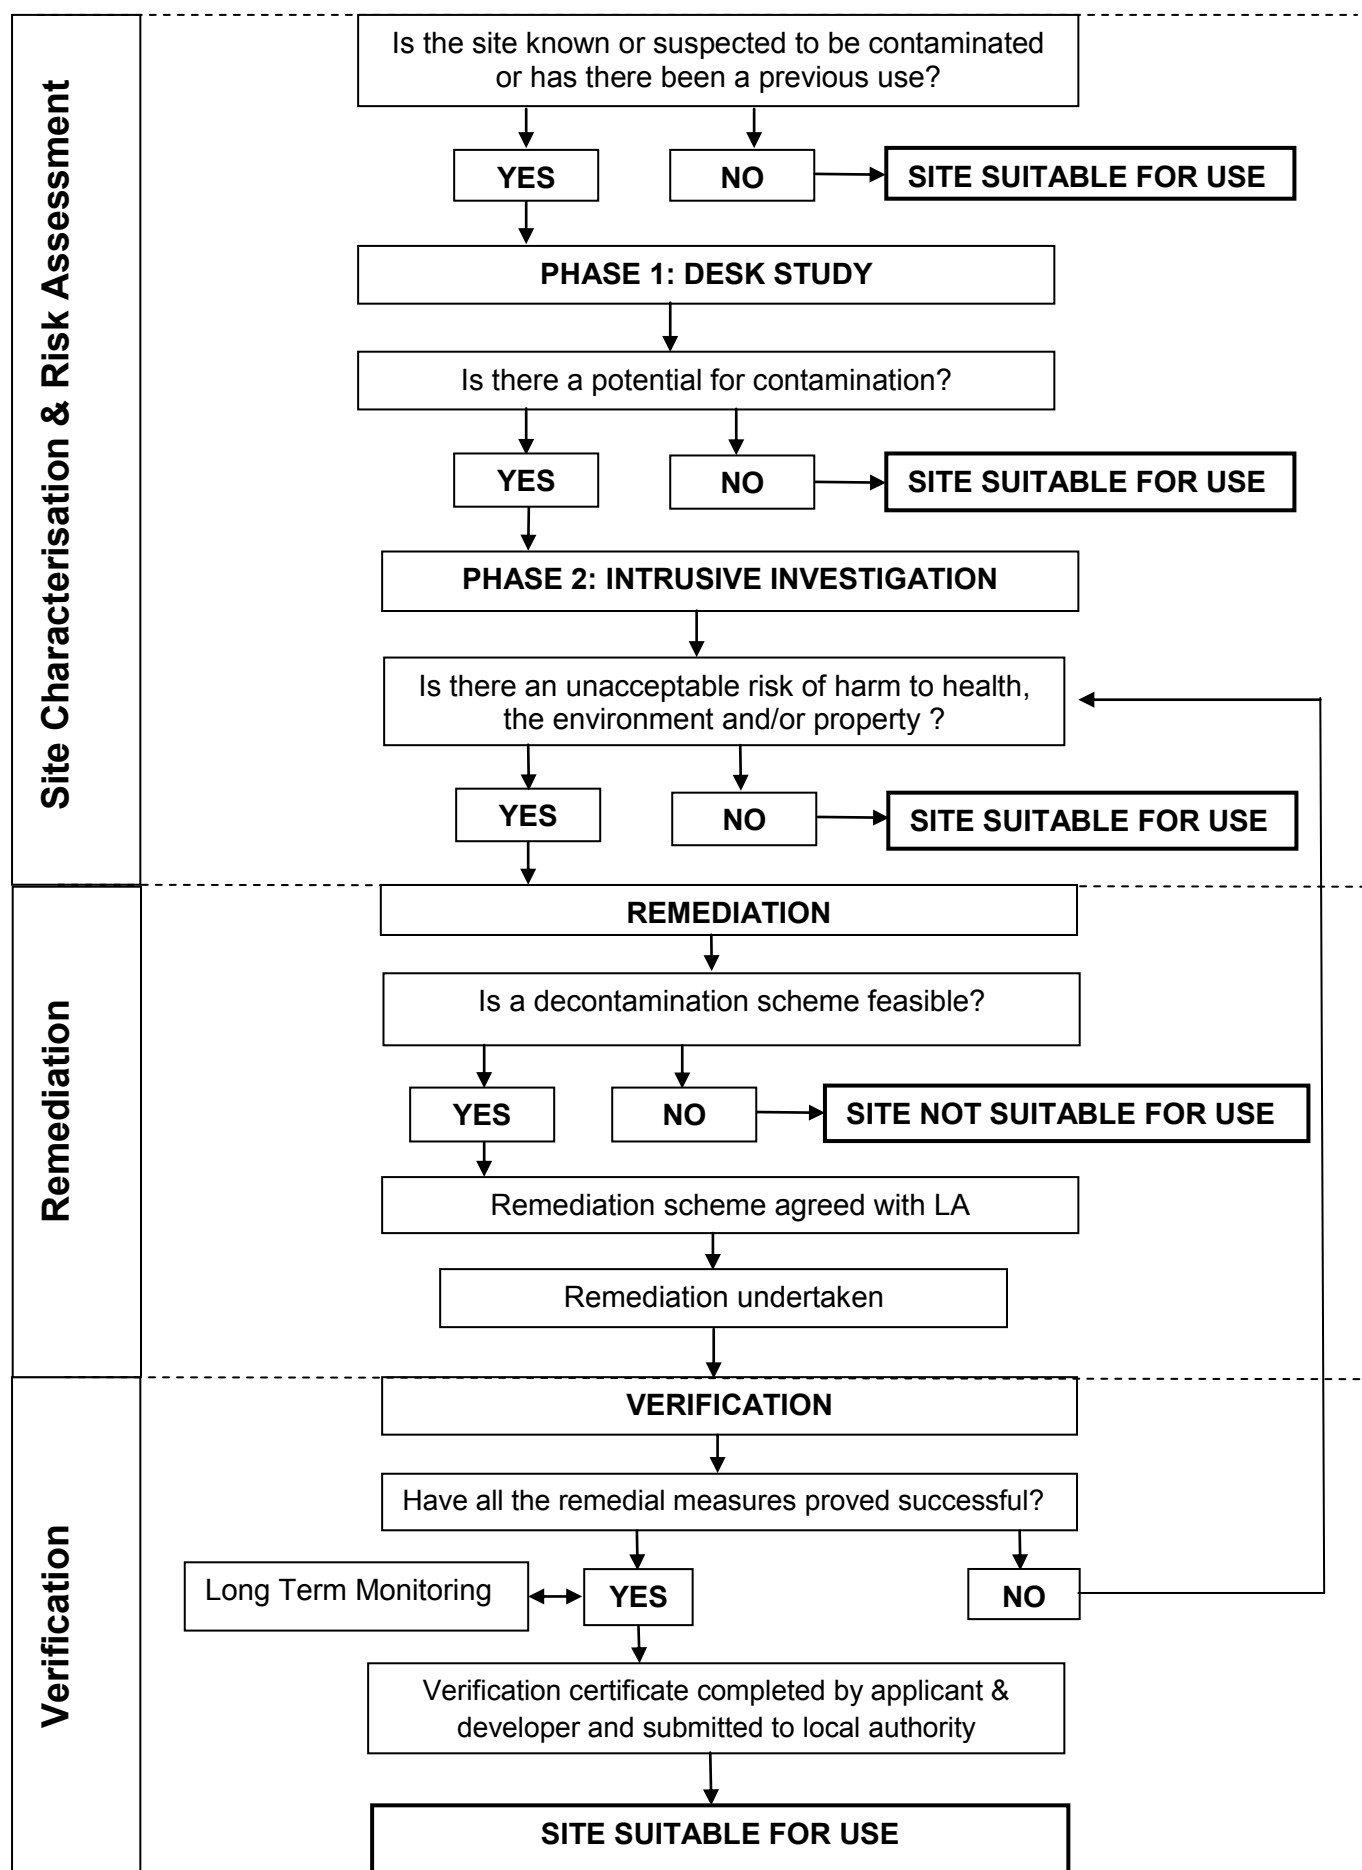 Site Characterisation & Risk Assessment
Is the site known or suspected to be contaminated
or has there been a previous use?
YES
NO
SITE SUITABLE FOR USE
PHASE 1: DESK STUDY
Is there a potential for contamination?
YES
NO
SITE SUITABLE FOR USE
PHASE 2: INTRUSIVE INVESTIGATION
Is there an unacceptable risk of harm to health,
the environment and/or property ?
YES
NO
SITE SUITABLE FOR USE
Remediation
REMEDIATION
Is a decontamination scheme feasible?
YES
NO
SITE NOT SUITABLE FOR USE
Remediation scheme agreed with LA
Remediation undertaken
Verification
VERIFICATION
Have all the remedial measures proved successful?
Long Term Monitoring
YES
NO
Verification certificate completed by applicant &
developer and submitted to local authority
SITE SUITABLE FOR USE